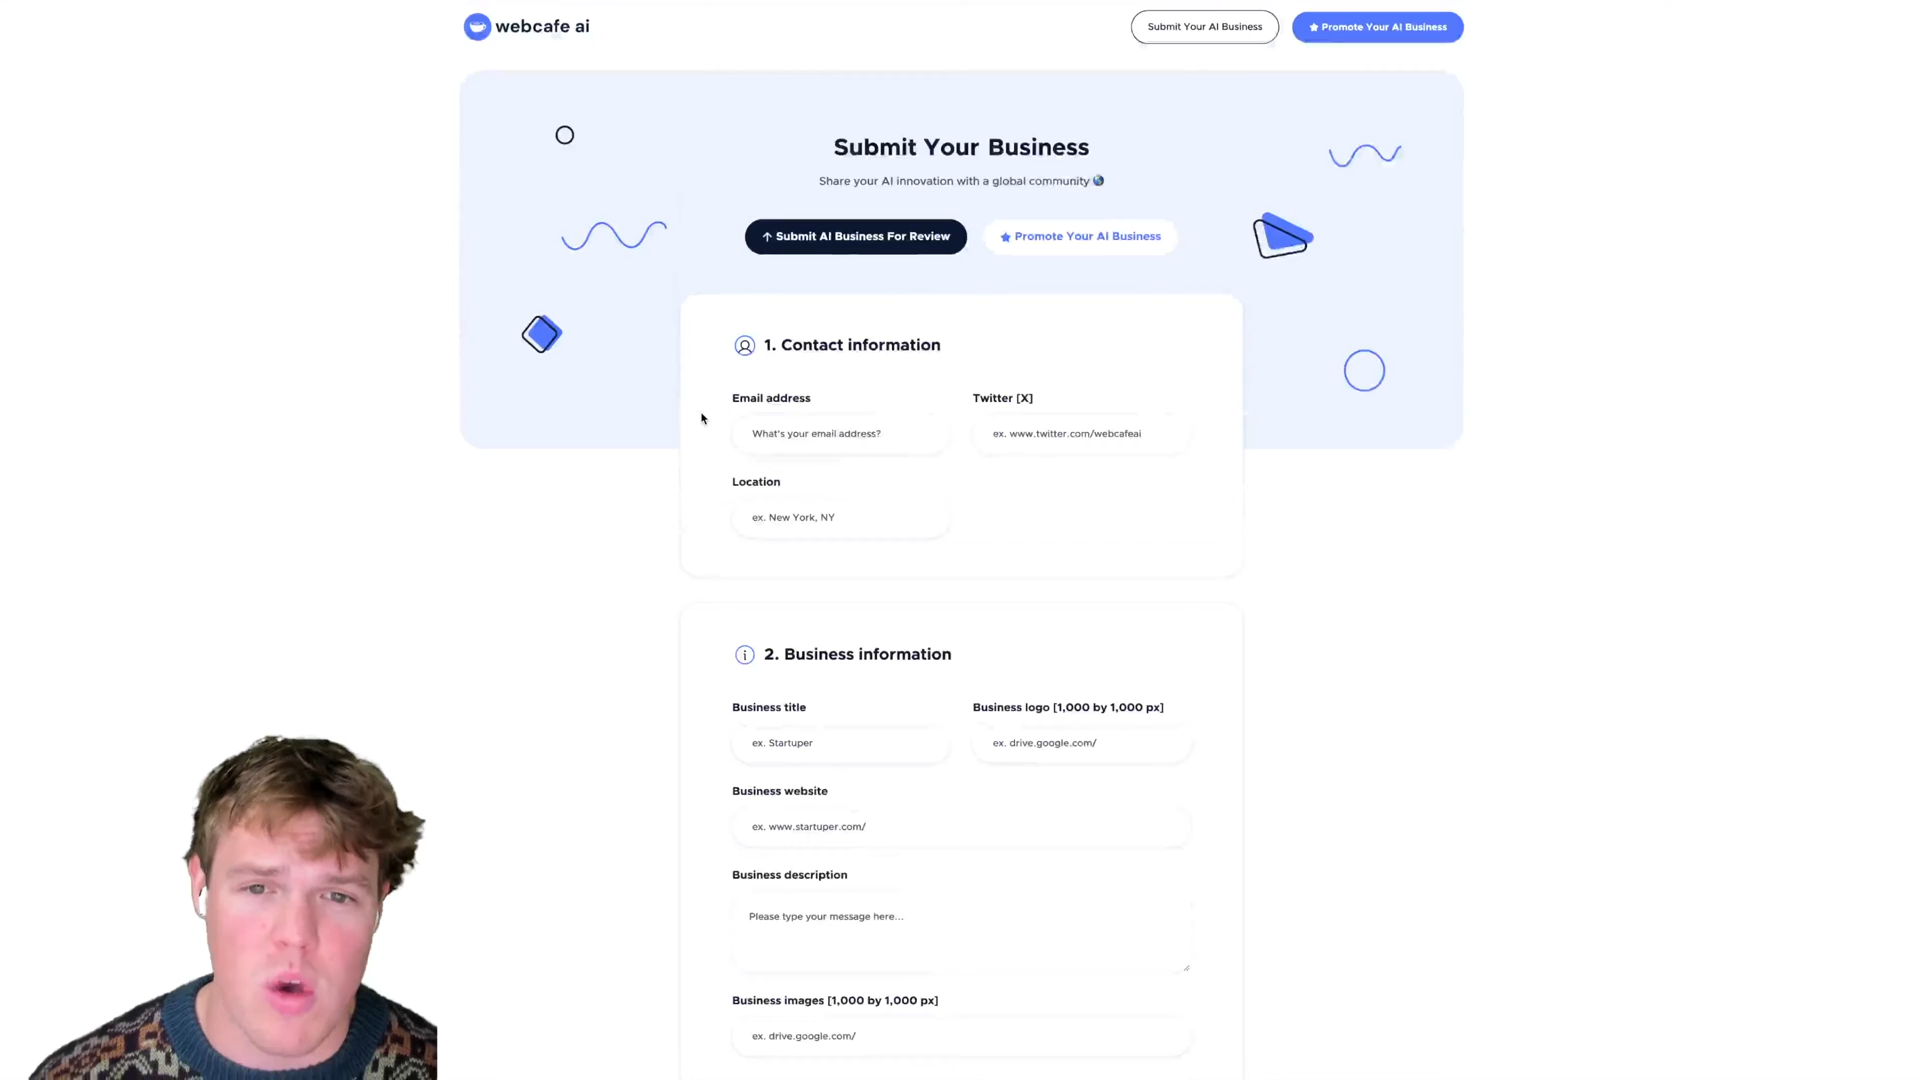 webcafe ai
Submit Your AI Business
Promote Your AI Business
Submit Your Business
Share your AI innovation with a global community
Submit AI Business For Review
Promote Your AI Business
1. Contact information
Email address
Twitter [X]
What's your email address?
ex. www.twitter.com/webcafeai
Location
ex. New York, NY
2. Business information
Business title
Business logo [1,000 by 1,000 px]
ex. Startuper
ex. drive.google.com/
Business website
ex. www.startuper.com/
Business description
Please type your message here...
Business images [1,000 by 1,000 px]
ex. drive.google.com/